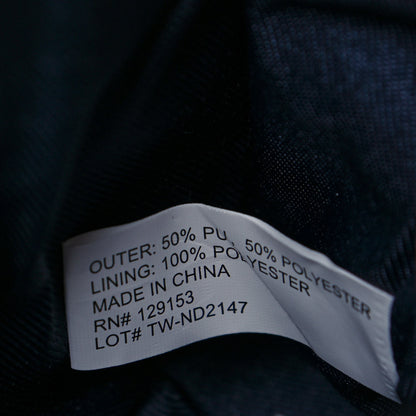 OUTER: 50% PU, 50% POLYESTER
LINING: 100% POLYESTER
MADE IN CHINA
RN# 129153
LOT# TW-ND2147